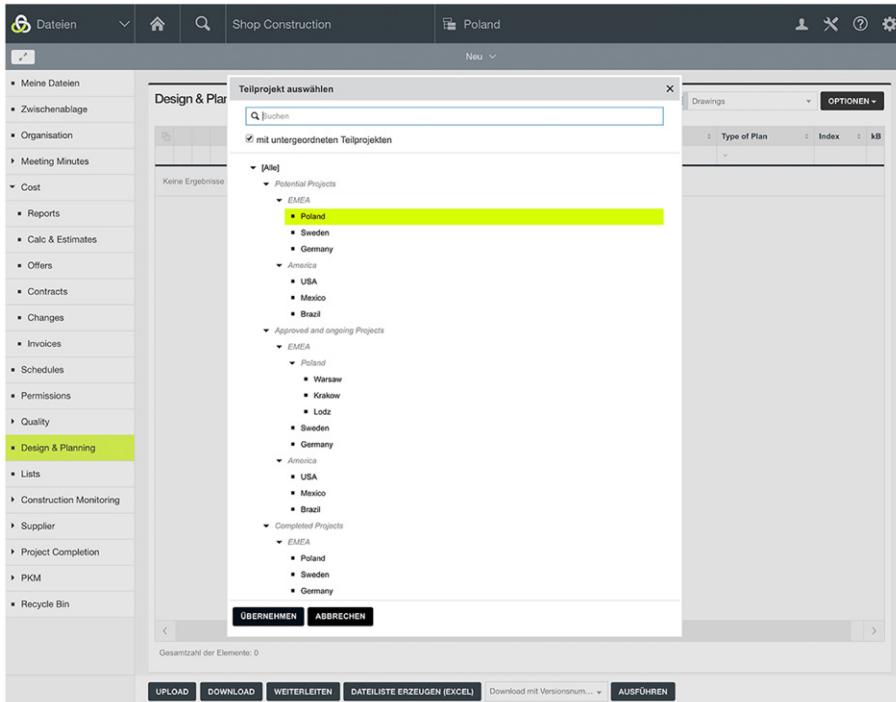 Dateien
Shop Construction
Poland
Neu
Meine Dateien
Zwischenablage
Organisation
Meeting Minutes
Cost
Reports
Calc & Estimates
Offers
Contracts
Changes
Invoices
Schedules
Permissions
Quality
Design & Planning
Lists
Construction Monitoring
Supplier
Project Completion
PKM
Recycle Bin
Design & Plan
Drawings
OPTIONEN
Type of Plan
Index
kB
Keine Ergebnisse
Teilprojekt auswählen
Suchen
mit untergeordneten Teilprojekten
[Alle]
Potential Projects
EMEA
Poland
Sweden
Germany
America
USA
Mexico
Brazil
Approved and ongoing Projects
EMEA
Poland
Warsaw
Krakow
Lodz
Sweden
Germany
America
USA
Mexico
Brazil
Completed Projects
EMEA
Poland
Sweden
Germany
ÜBERNEHMEN
ABBRECHEN
Gesamtzahl der Elemente: 0
UPLOAD
DOWNLOAD
WEITERLEITEN
DATEILISTE ERZEUGEN (EXCEL)
Download mit Versionsnum...
AUSFÜHREN